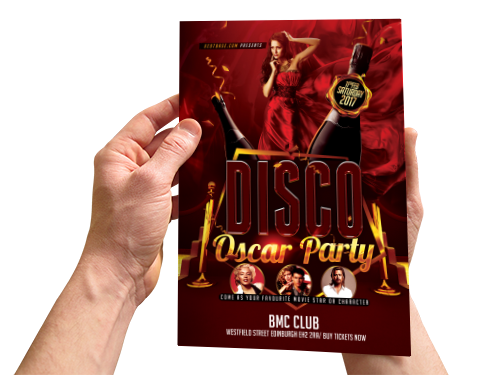 PRESENTS
SATURDAY
2017
DISCO
Oscar Party
COME AS YOUR FAVOURITE MOVIE STAR OR CHARACTER
BMC CLUB
WESTFIELD STREET EDINBURGH EH2 2HH/ BUY TICKETS NOW